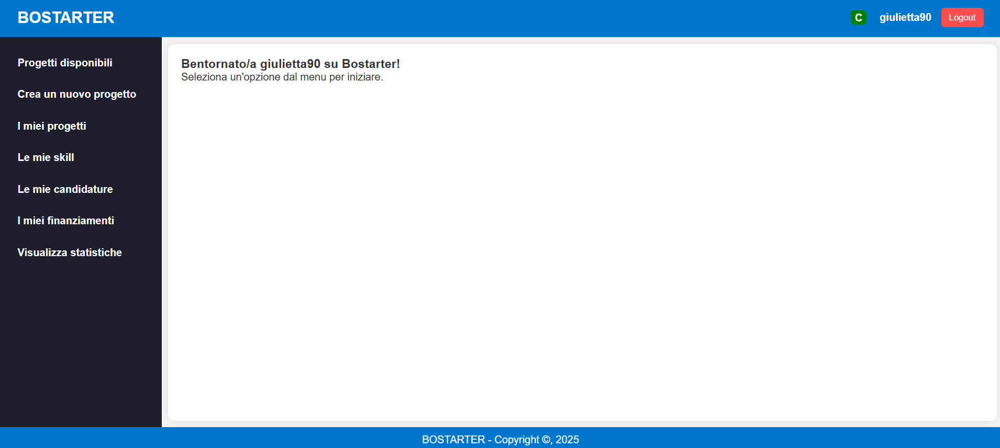 BOSTARTER
C giulietta90 Logout
Progetti disponibili
Crea un nuovo progetto
I miei progetti
Le mie skill
Le mie candidature
I miei finanziamenti
Visualizza statistiche
Bentornato/a giulietta90 su Bostarter!
Seleziona un'opzione dal menu per iniziare.
BOSTARTER - Copyright ©, 2025